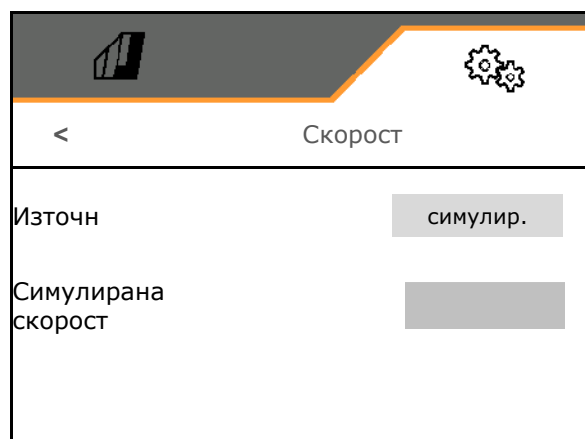 <
Скорост
Източн
симулир.
Симулирана
скорост